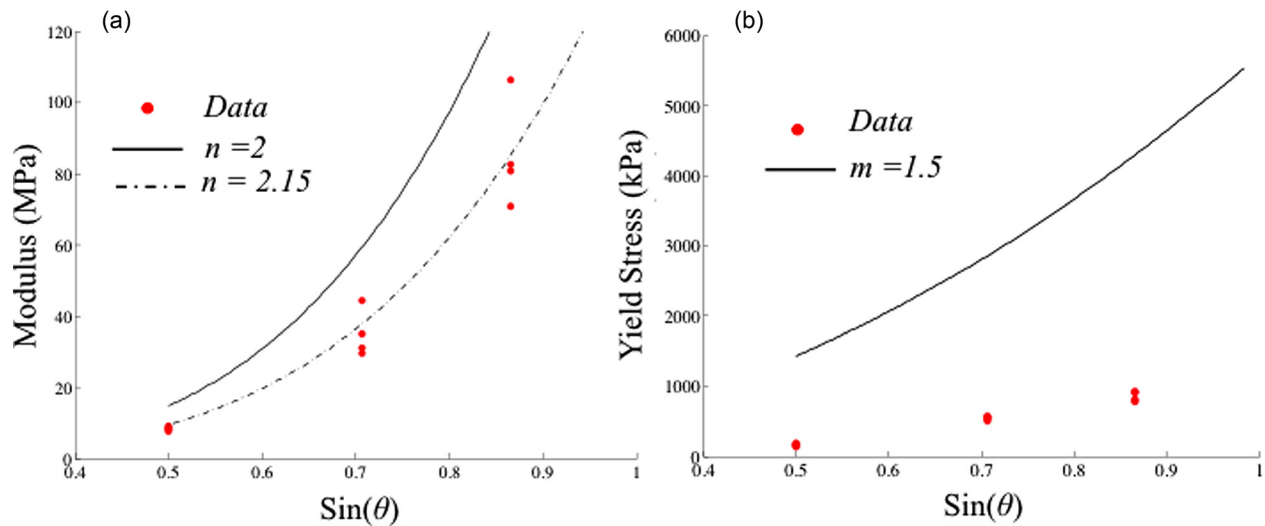 (a)
120
100
80
60
40
20
0
0.4 0.5 0.6 0.7 0.8 0.9 1
Modulus (MPa)
Sin(θ)
Data
n =2
n = 2.15
(b)
6000
5000
4000
3000
2000
1000
0
0.4 0.5 0.6 0.7 0.8 0.9 1
Yield Stress (kPa)
Sin(θ)
Data
m =1.5